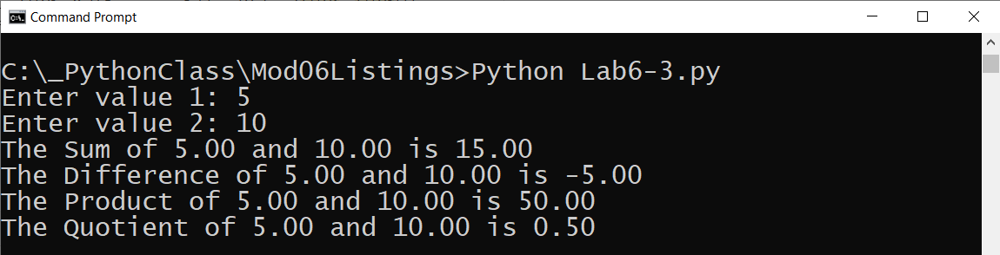 Command Prompt
C:\_PythonClass\Mod06Listings>Python Lab6-3.py
Enter value 1: 5
Enter value 2: 10
The Sum of 5.00 and 10.00 is 15.00
The Difference of 5.00 and 10.00 is -5.00
The Product of 5.00 and 10.00 is 50.00
The Quotient of 5.00 and 10.00 is 0.50